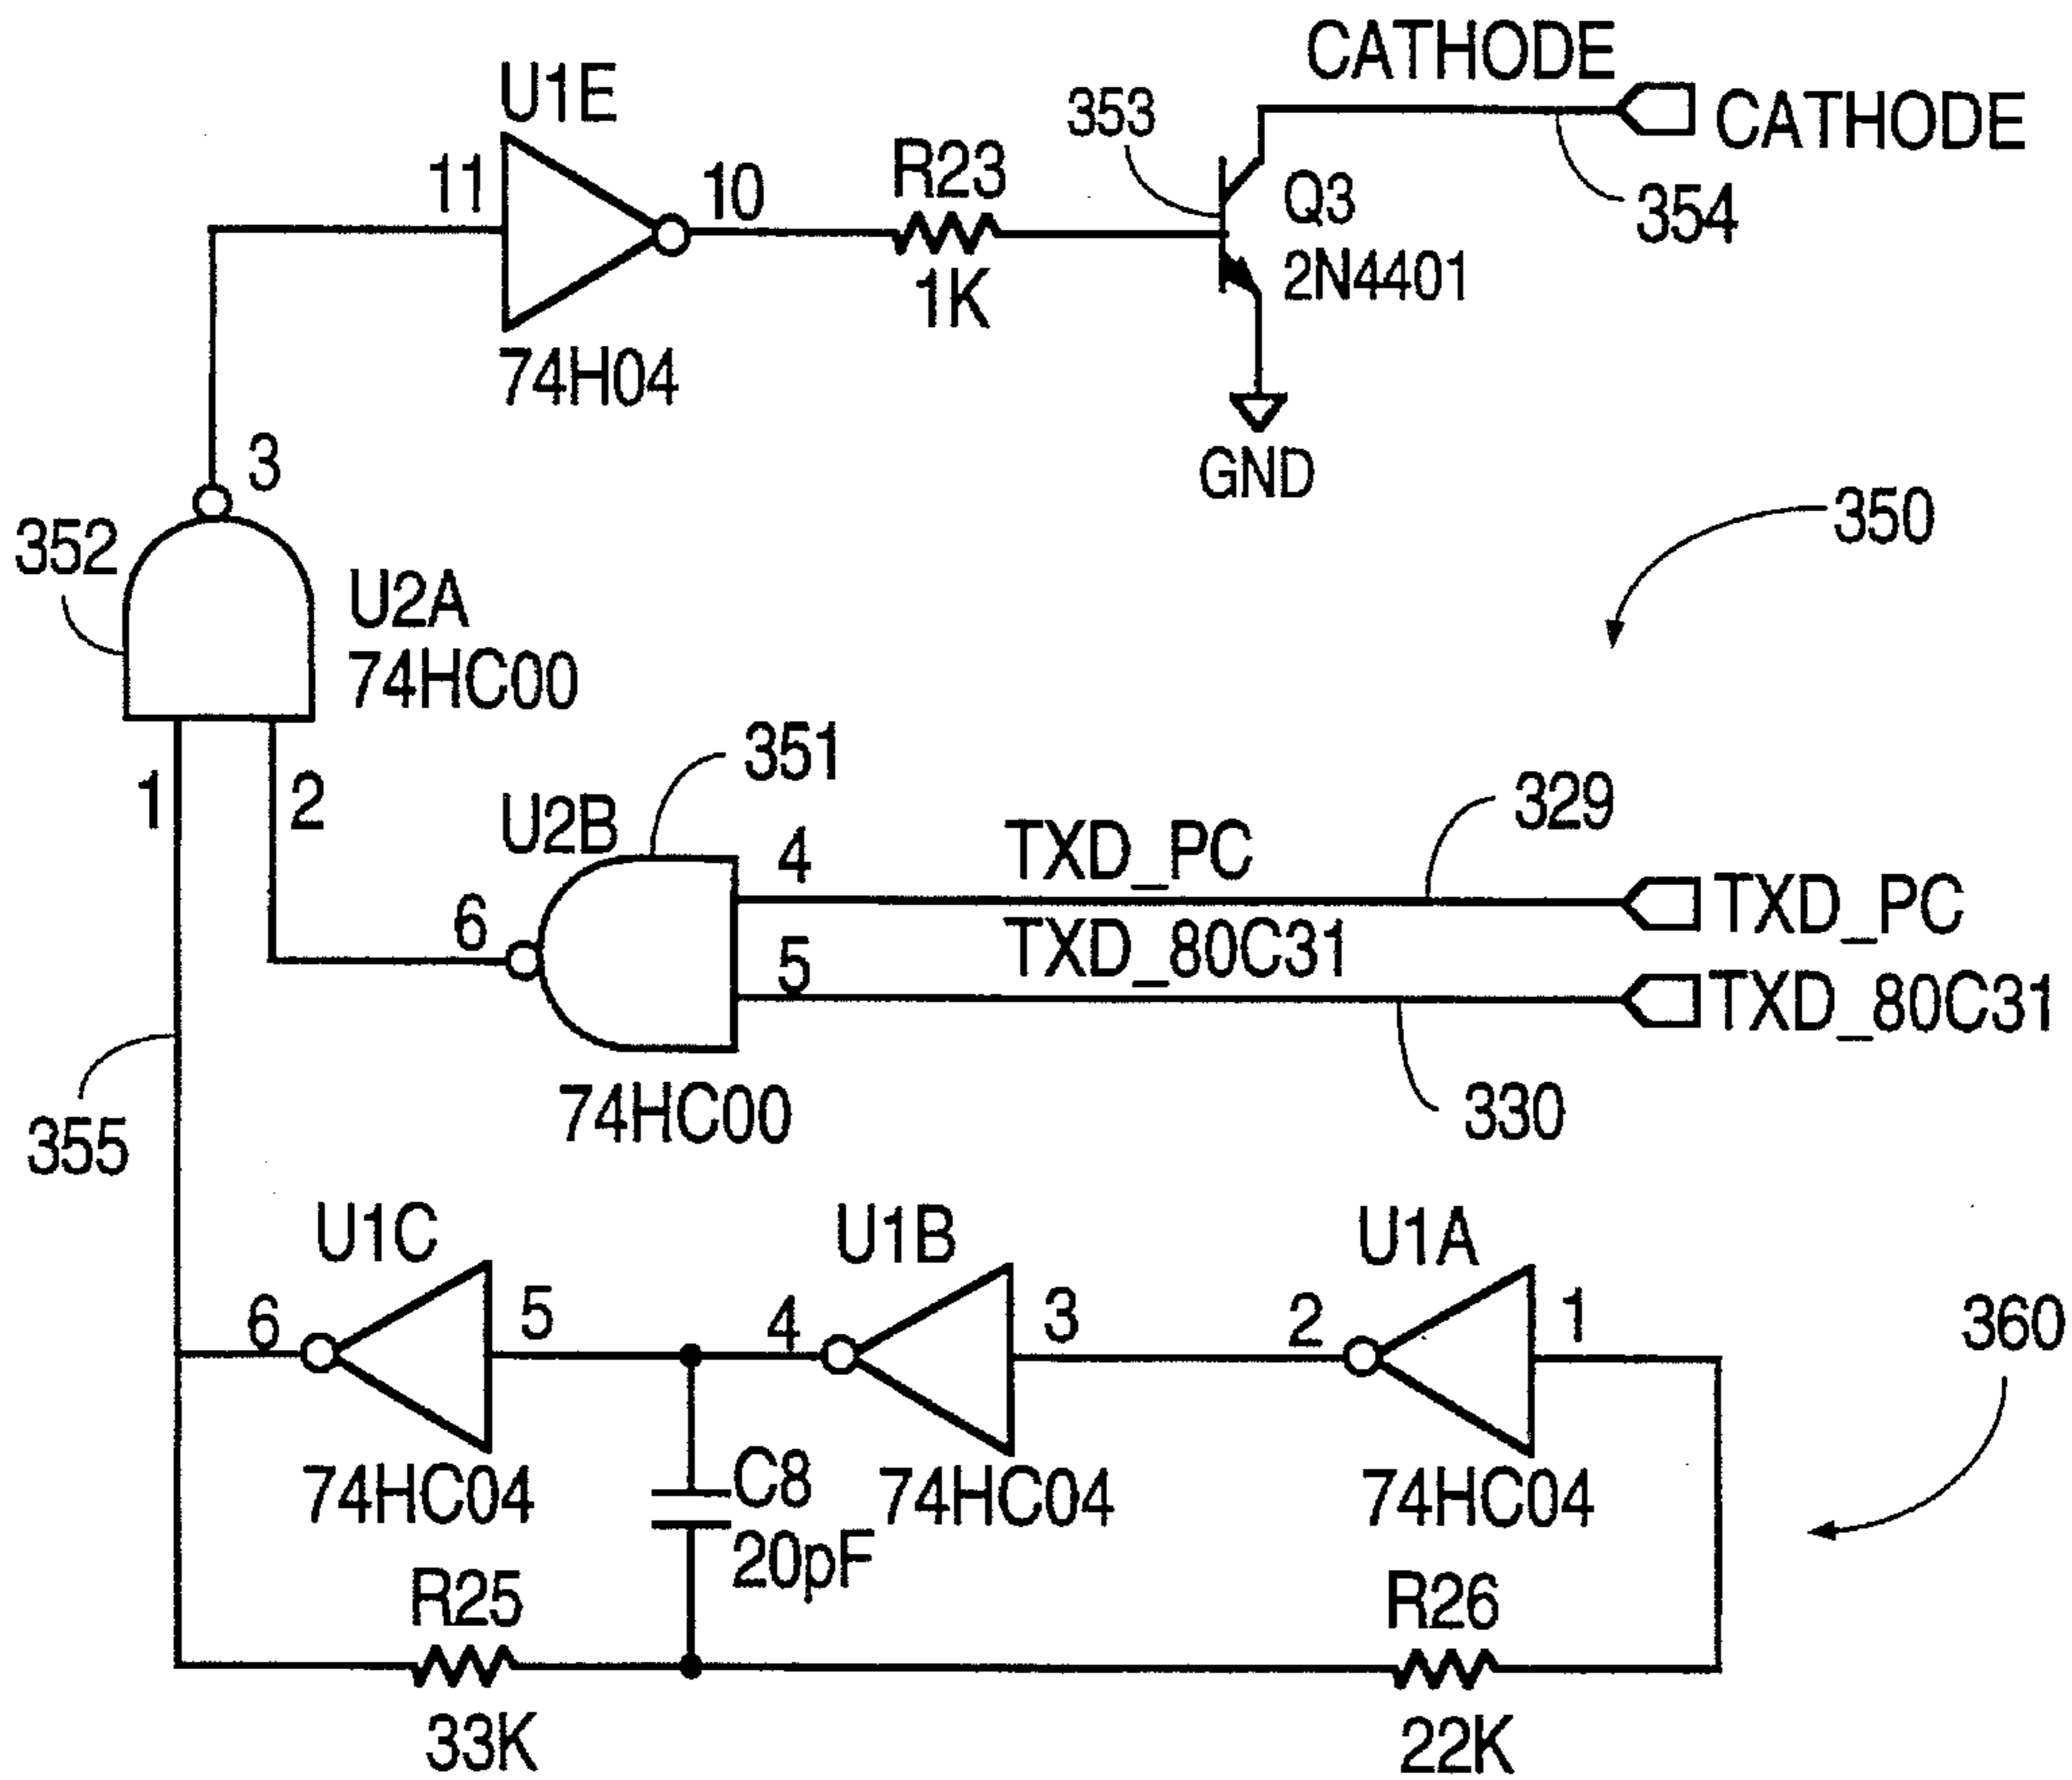 CATHODE
CATHODE
354
353
U1E
11
10
74H04
R23
1K
Q3
2N4401
GND
350
3
352
U2A
74HC00
1
2
351
U2B
6
4
5
74HC00
TXD_PC
329
TXD_PC
TXD_80C31
TXD_80C31
330
355
U1C
6
5
74HC04
U1B
4
3
74HC04
U1A
2
1
74HC04
360
C8
20pF
R25
33K
R26
22K